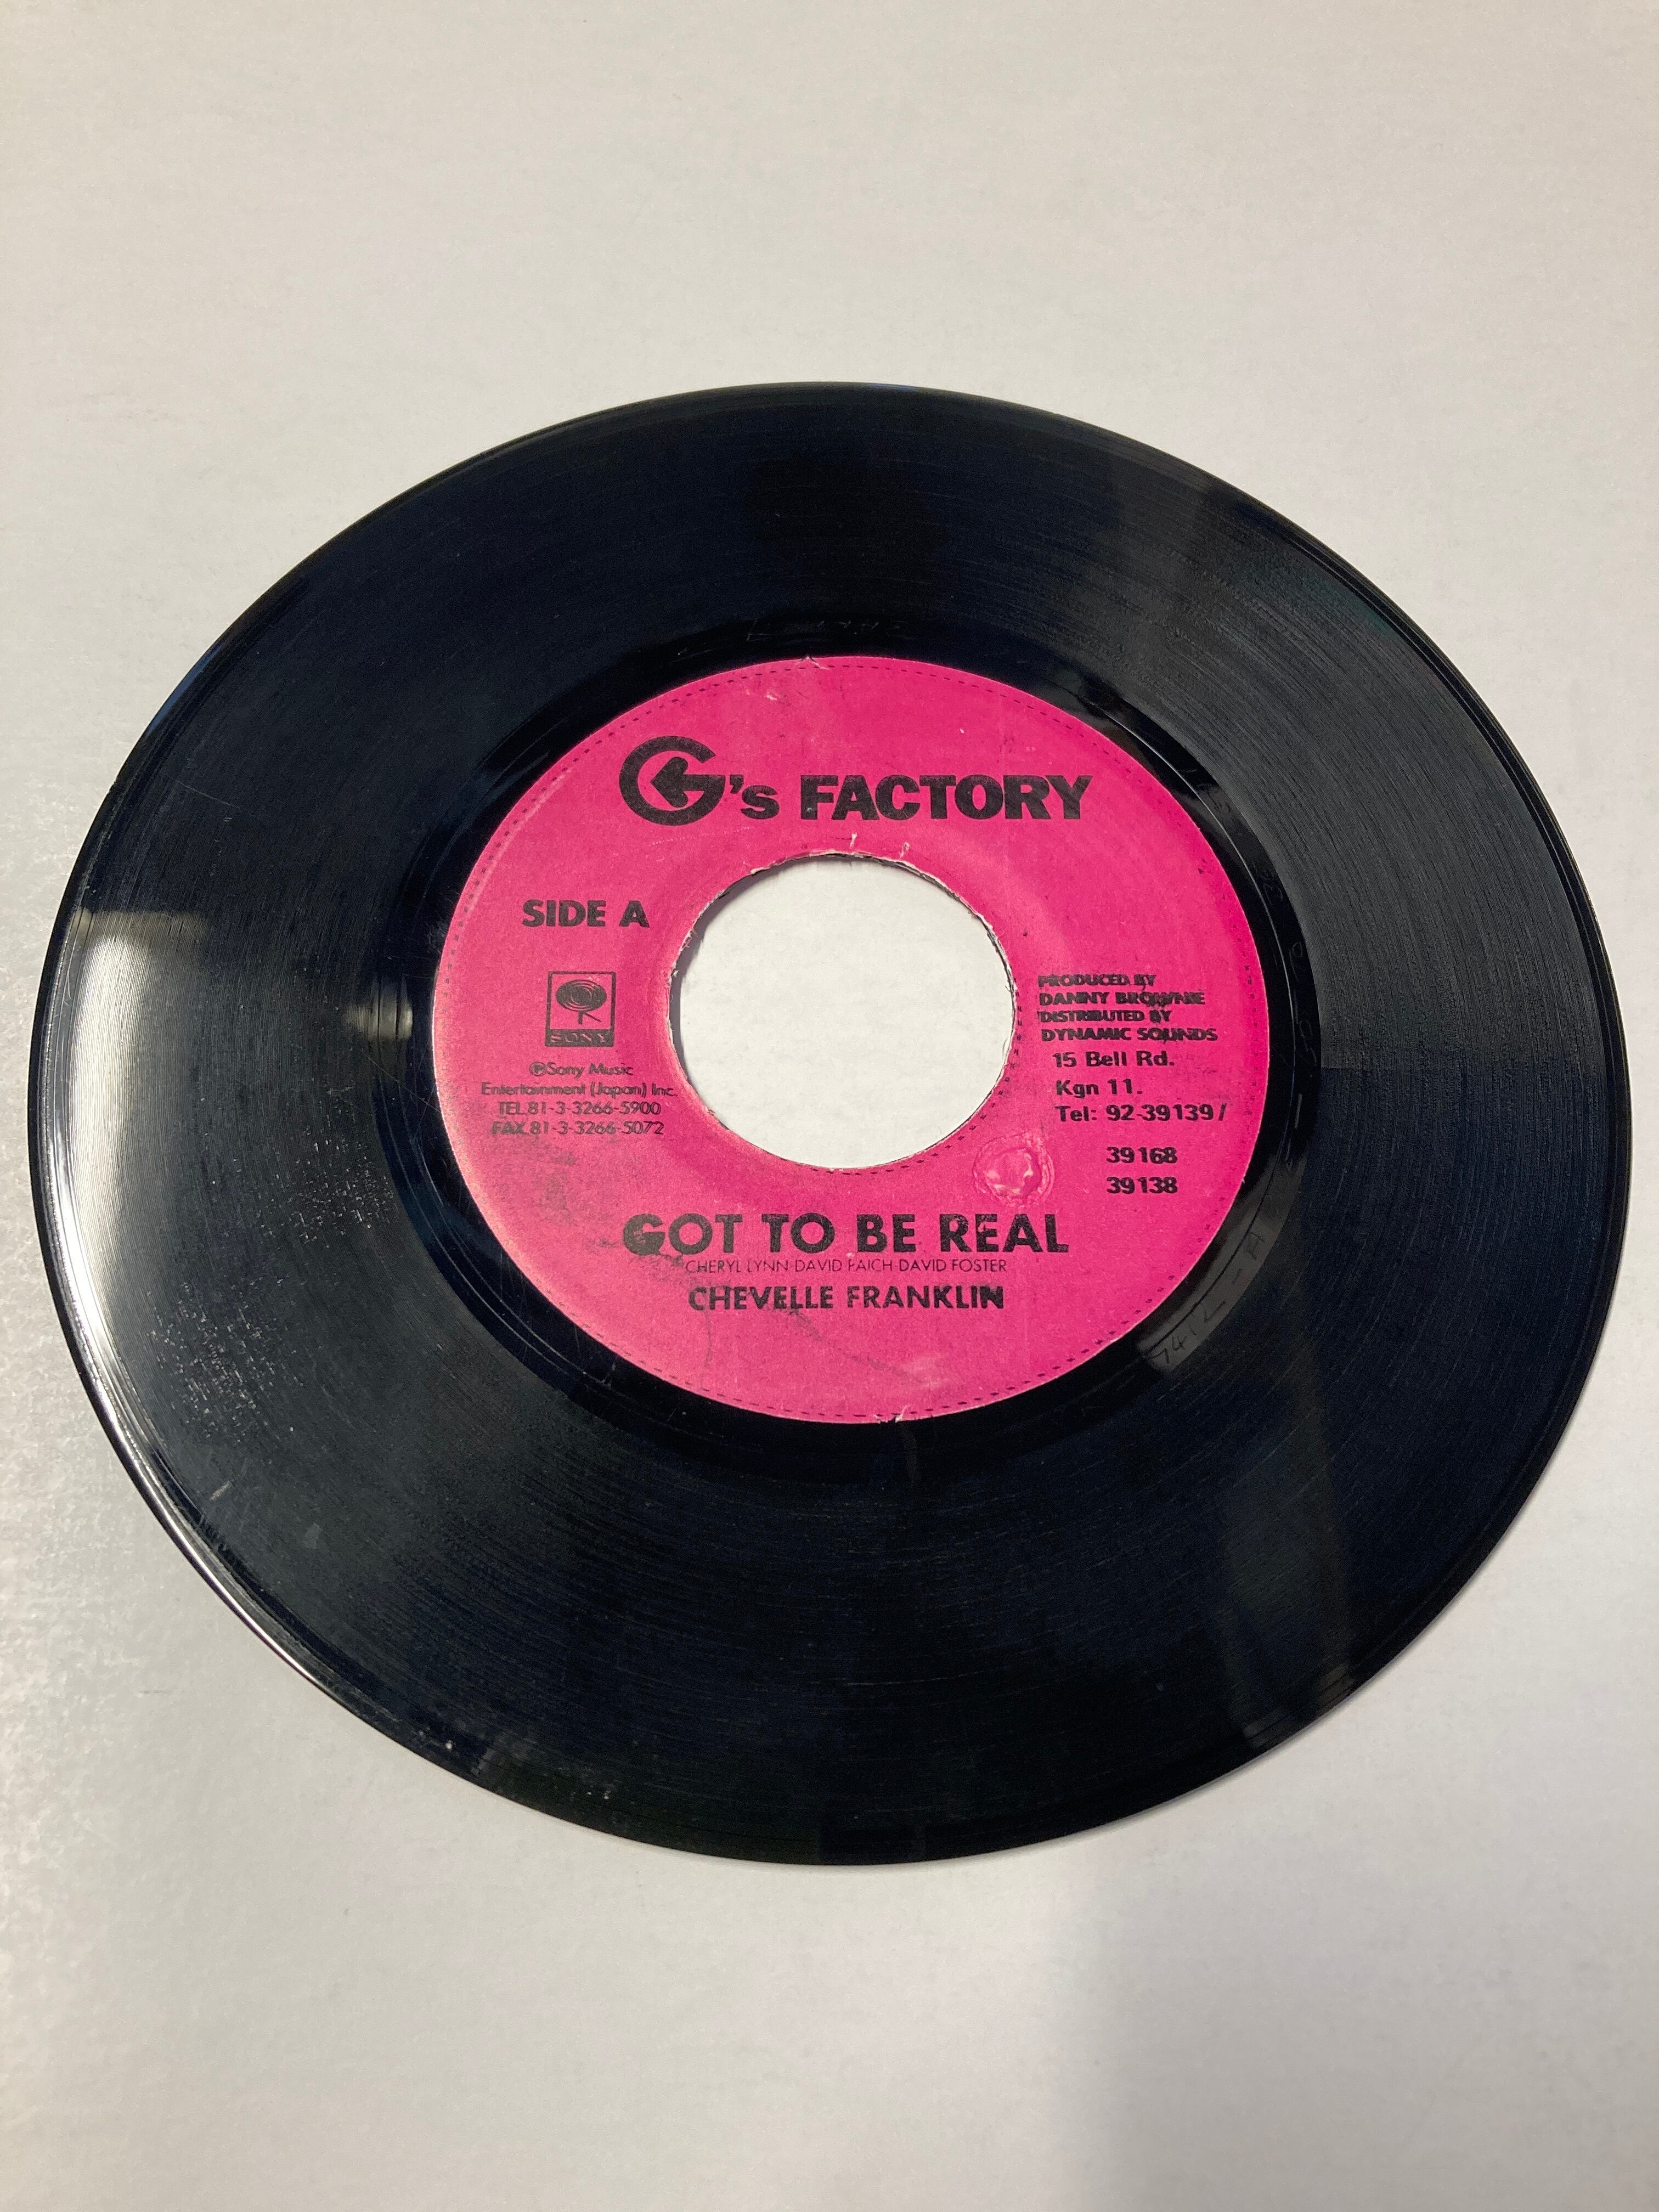 G's FACTORY
SIDE A
SONY
℗Sony Music
Entertainment (Japan) Inc.
TEL.81-3-3266-5900
FAX.81-3-3266-5072
PRODUCED BY
DANNY BROWNIE
DISTRIBUTED BY
DYNAMIC SOUNDS
15 Bell Rd.
Kgn 11.
Tel: 92-39139/
39168
39138
GOT TO BE REAL
CHERYL LYNN-DAVID PAICH-DAVID FOSTER
CHEVELLE FRANKLIN